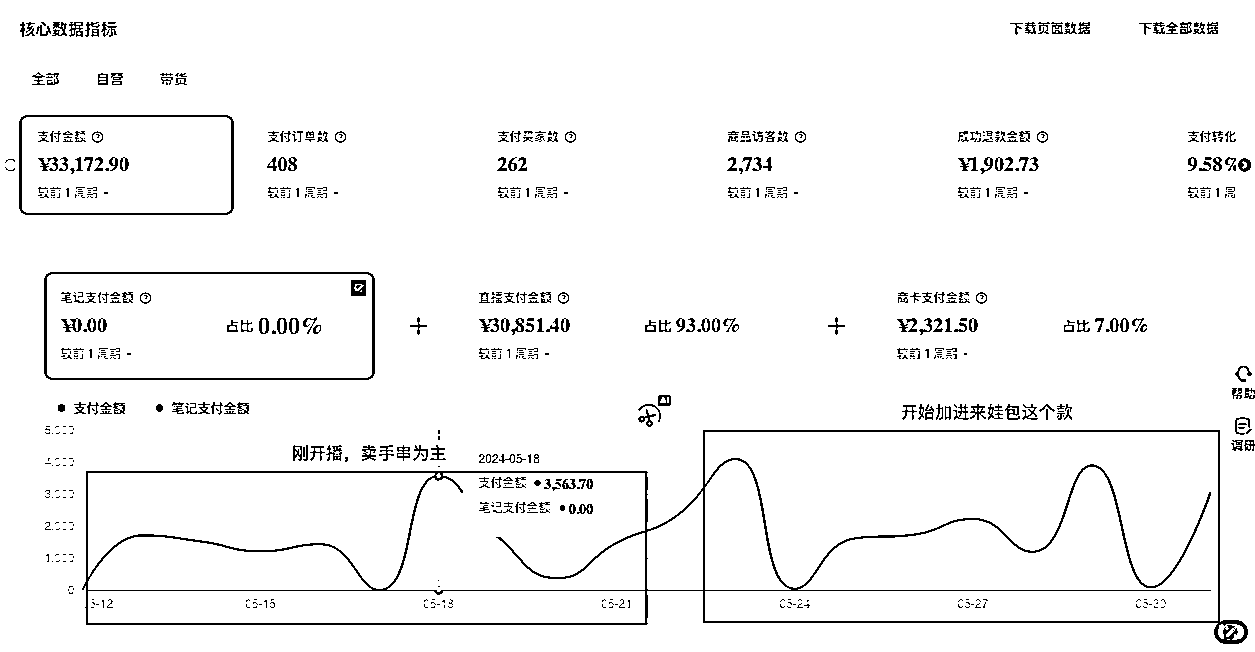 核心数据指标 下载页面数据 下载全部数据
全部 自营 带货
支付金额 支付订单数 支付买家数 商品访客数 成功退款金额 支付转化
¥33,172.90 408 262 2,734 ¥1,902.73 9.58%
较前1周期 - 较前1周期 - 较前1周期 - 较前1周期 - 较前1周期 - 较前1周
笔记支付金额 直播支付金额 商卡支付金额
¥0.00 占比 0.00% + ¥30,851.40 占比 93.00% + ¥2,321.50 占比 7.00%
较前1周期 - 较前1周期 - 较前1周期 -
帮助
支付金额 笔记支付金额
开始加进来娃包这个款
调研
5,000
刚开播，卖手串为主
2024-05-18
4,000
支付金额 3,563.70
3,000
笔记支付金额 0.00
2,000
1,000
0
05-15 05-18 05-21 05-24 05-27 05-30